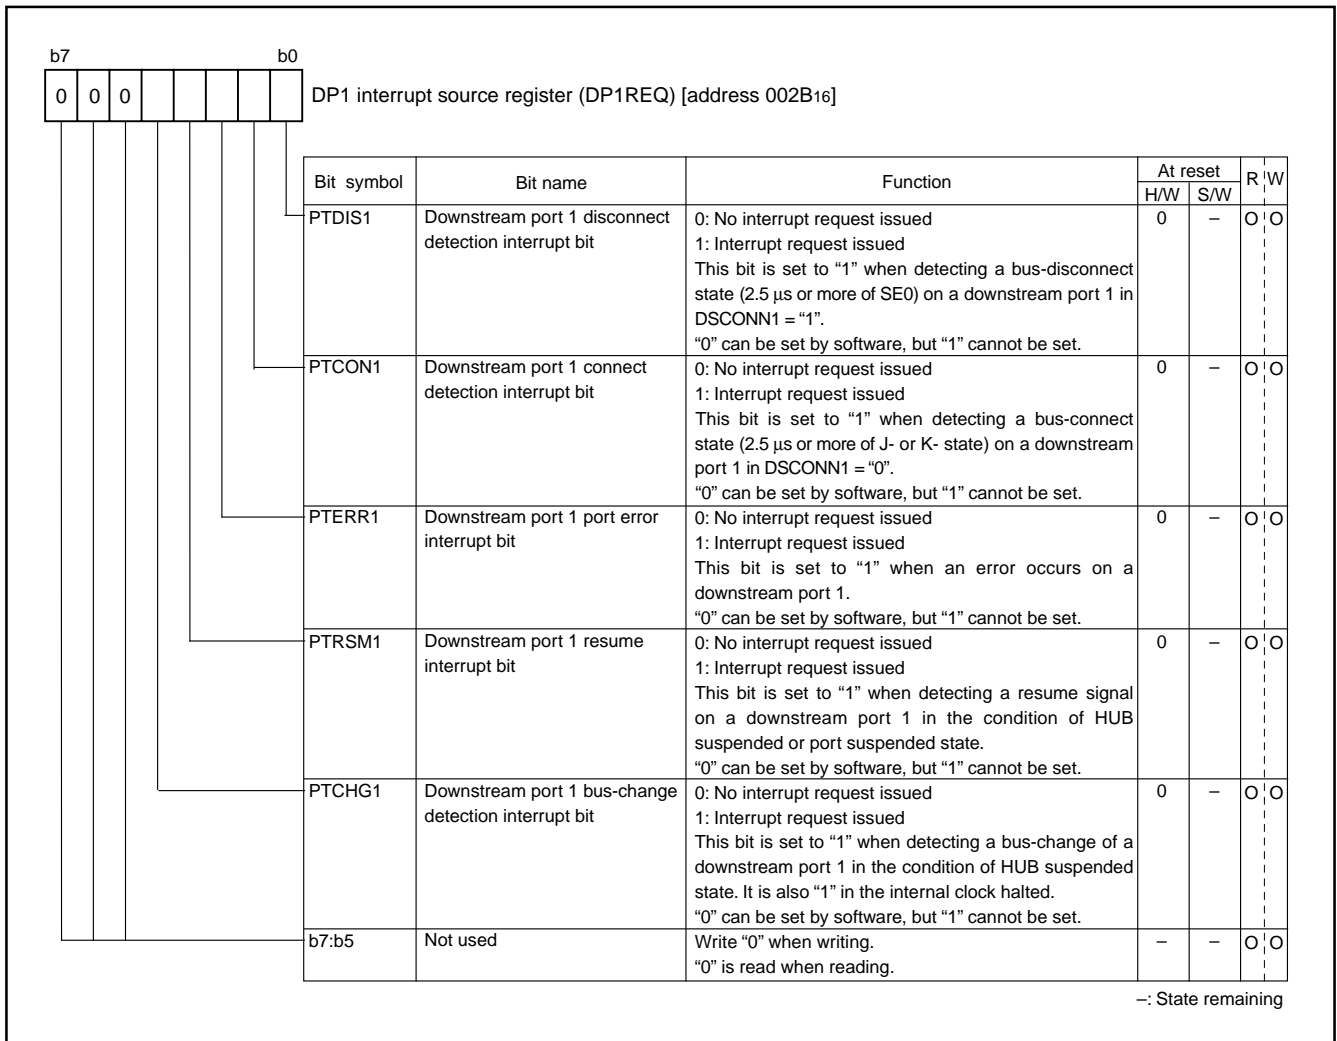 b7 b0
0 0 0
DP1 interrupt source register (DP1REQ) [address 002B16]
Bit symbol Bit name Function At reset R W
H/W S/W
PTDIS1 Downstream port 1 disconnect 0: No interrupt request issued 0 – O O
detection interrupt bit 1: Interrupt request issued
This bit is set to “1” when detecting a bus-disconnect
state (2.5 µs or more of SE0) on a downstream port 1 in
DSCONN1 = “1”.
“0” can be set by software, but “1” cannot be set.
PTCON1 Downstream port 1 connect 0: No interrupt request issued 0 – O O
detection interrupt bit 1: Interrupt request issued
This bit is set to “1” when detecting a bus-connect
state (2.5 µs or more of J- or K- state) on a downstream
port 1 in DSCONN1 = “0”.
“0” can be set by software, but “1” cannot be set.
PTERR1 Downstream port 1 port error 0: No interrupt request issued 0 – O O
interrupt bit 1: Interrupt request issued
This bit is set to “1” when an error occurs on a
downstream port 1.
“0” can be set by software, but “1” cannot be set.
PTRSM1 Downstream port 1 resume 0: No interrupt request issued 0 – O O
interrupt bit 1: Interrupt request issued
This bit is set to “1” when detecting a resume signal
on a downstream port 1 in the condition of HUB
suspended or port suspended state.
“0” can be set by software, but “1” cannot be set.
PTCHG1 Downstream port 1 bus-change 0: No interrupt request issued 0 – O O
detection interrupt bit 1: Interrupt request issued
This bit is set to “1” when detecting a bus-change of a
downstream port 1 in the condition of HUB suspended
state. It is also “1” in the internal clock halted.
“0” can be set by software, but “1” cannot be set.
b7:b5 Not used Write “0” when writing. – – O O
“0” is read when reading.
–: State remaining